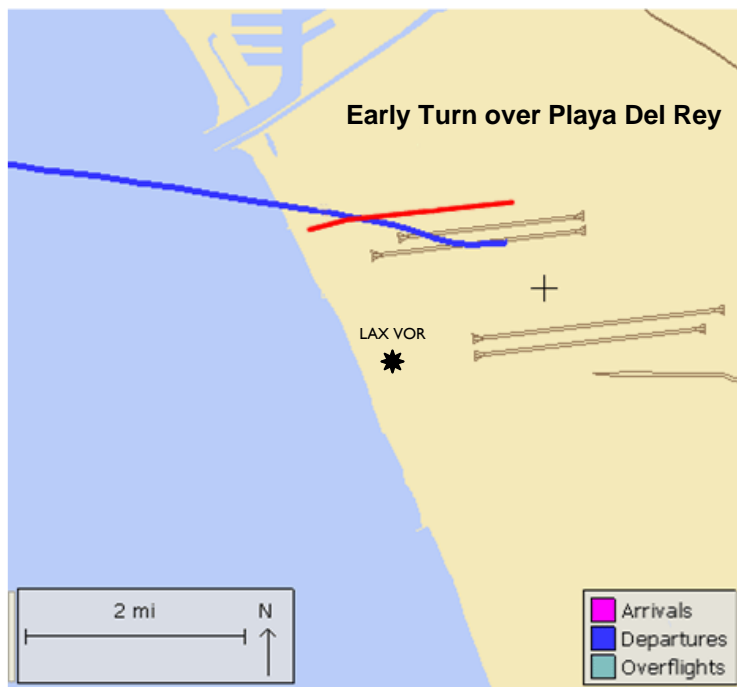 Early Turn over Playa Del Rey
LAX VOR
2 mi
N
Arrivals
Departures
Overflights